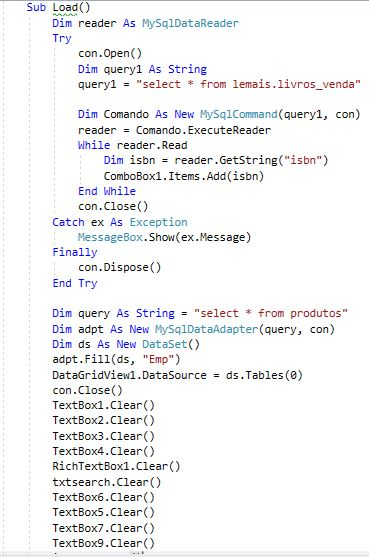 Sub Load()
Dim reader As MySqlDataReader
Try
con.Open()
Dim query1 As String
query1 = "select * from lemais.livros_venda"
Dim Comando As New MySqlCommand(query1, con)
reader = Comando.ExecuteReader
While reader.Read
Dim isbn = reader.GetString("isbn")
ComboBox1.Items.Add(isbn)
End While
con.Close()
Catch ex As Exception
MessageBox.Show(ex.Message)
Finally
con.Dispose()
End Try
Dim query As String = "select * from produtos"
Dim adpt As New MySqlDataAdapter(query, con)
Dim ds As New DataSet()
adpt.Fill(ds, "Emp")
DataGridView1.DataSource = ds.Tables(0)
con.Close()
TextBox1.Clear()
TextBox2.Clear()
TextBox3.Clear()
TextBox4.Clear()
RichTextBox1.Clear()
txtsearch.Clear()
TextBox6.Clear()
TextBox5.Clear()
TextBox7.Clear()
TextBox9.Clear()